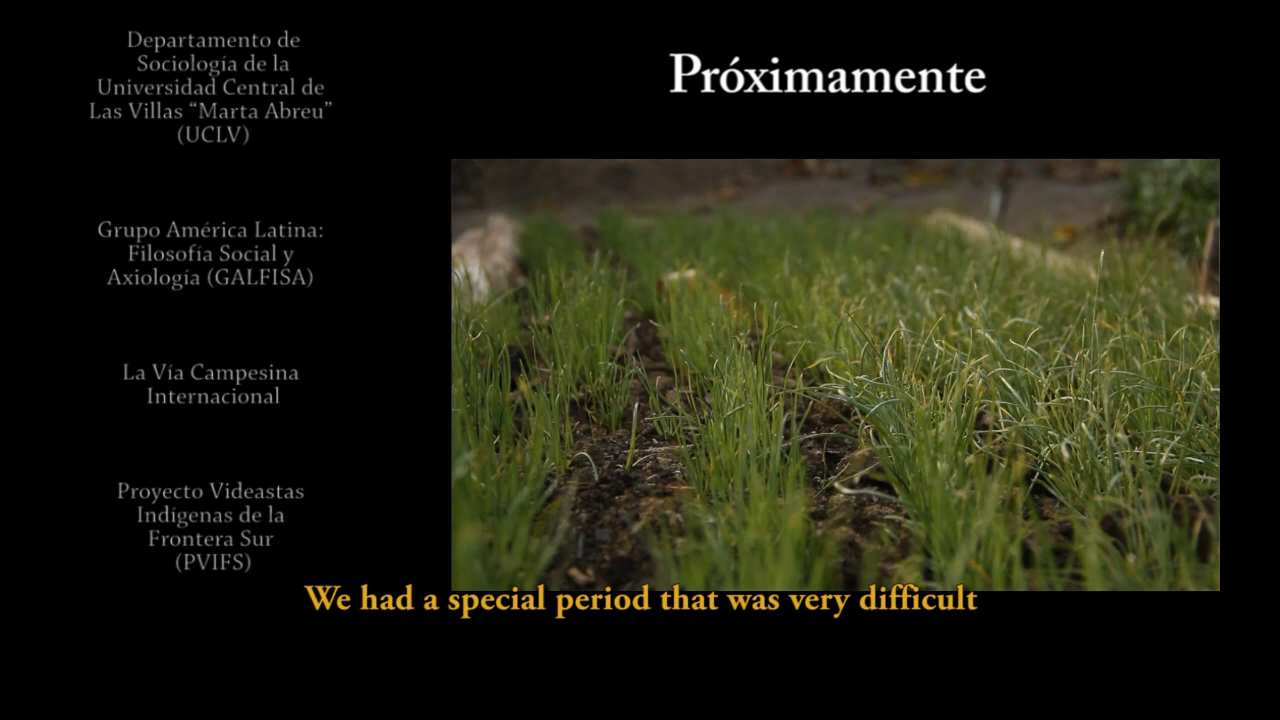 Departamento de
Sociología de la
Universidad Central de
Las Villas “Marta Abreu”
(UCLV)
Grupo América Latina:
Filosofía Social y
Axiología (GALFISA)
La Vía Campesina
Internacional
Proyecto Videastas
Indígenas de la
Frontera Sur
(PVIFS)
Próximamente
We had a special period that was very difficult